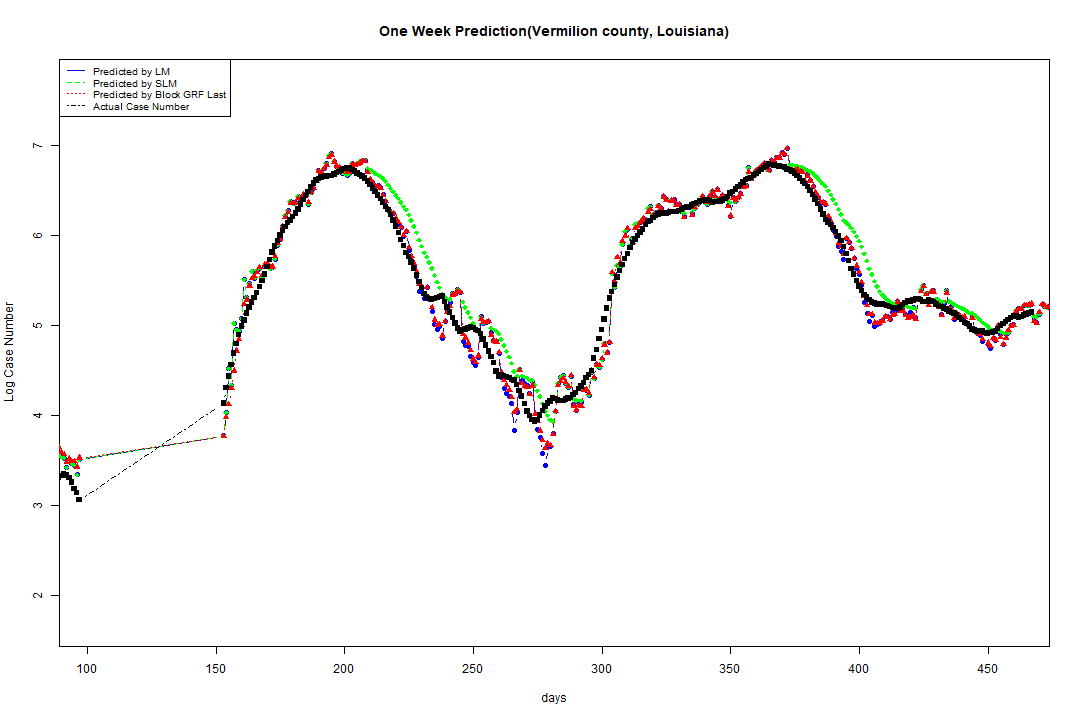 One Week Prediction(Vermilion county, Louisiana)
Predicted by LM
Predicted by SLM
Predicted by Block GRF Last
Actual Case Number
7
6
5
4
3
2
Log Case Number
100 150 200 250 300 350 400 450
days